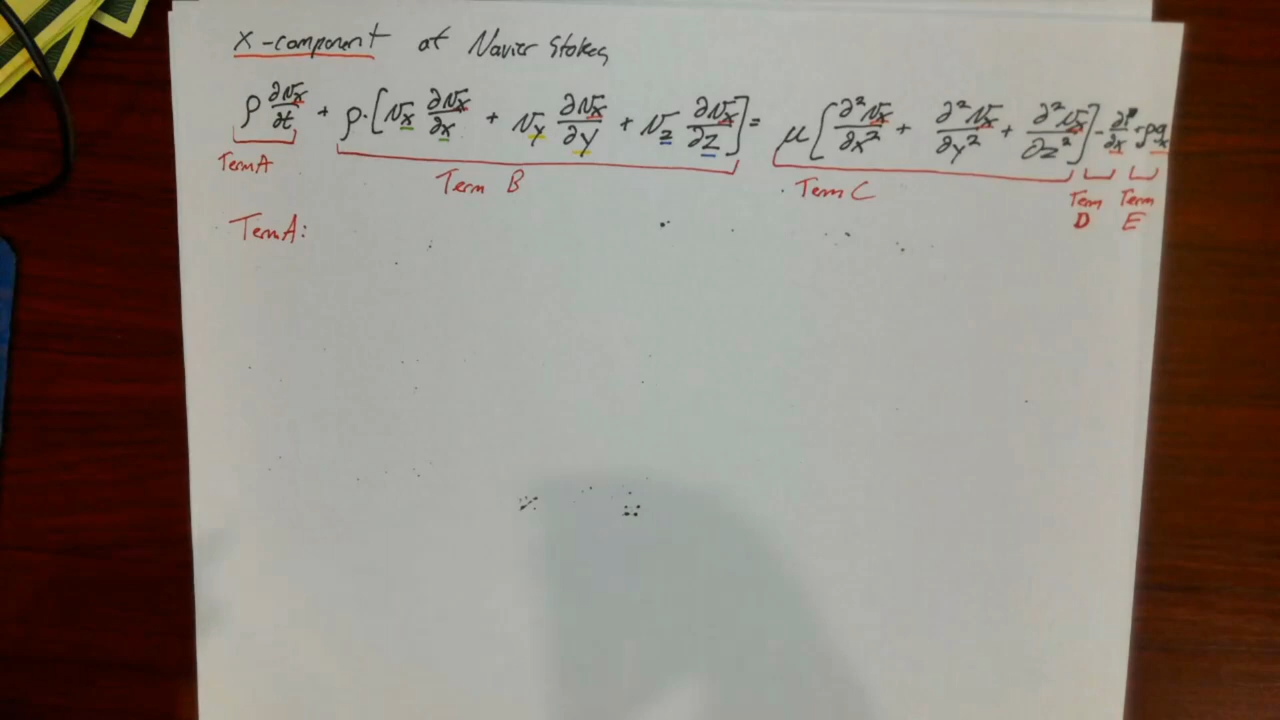 x-component at Navier Stokes
ρ ∂vx/∂t + ρ·[vx ∂vx/∂x + vy ∂vx/∂y + vz ∂vx/∂z] = μ[∂²vx/∂x² + ∂²vx/∂y² + ∂²vx/∂z²] - ∂P/∂x - ρgx
Term A Term B Term C Term D Term E
Term A: